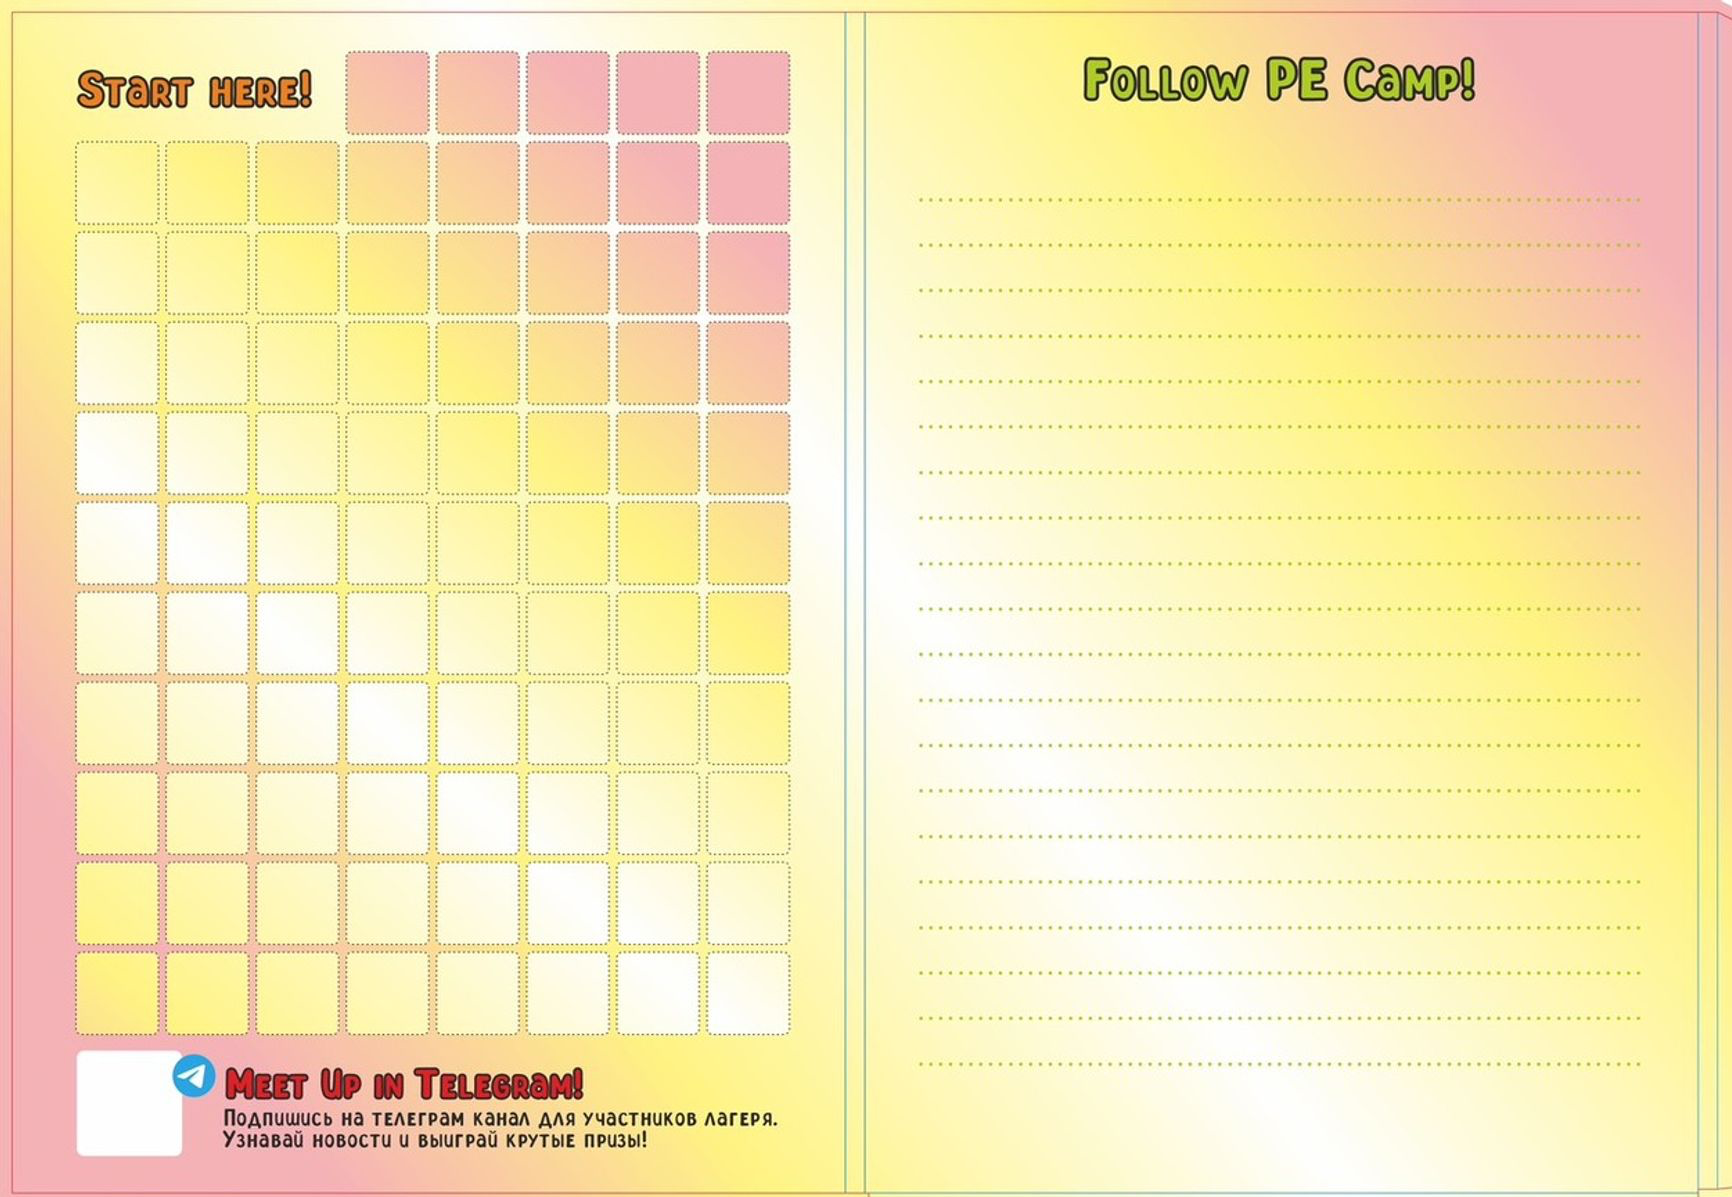 Start here!
Follow PE Camp!
Meet Up in Telegram!
Подпишись на телеграм канал для участников лагеря.
Узнавай новости и выиграй крутые призы!